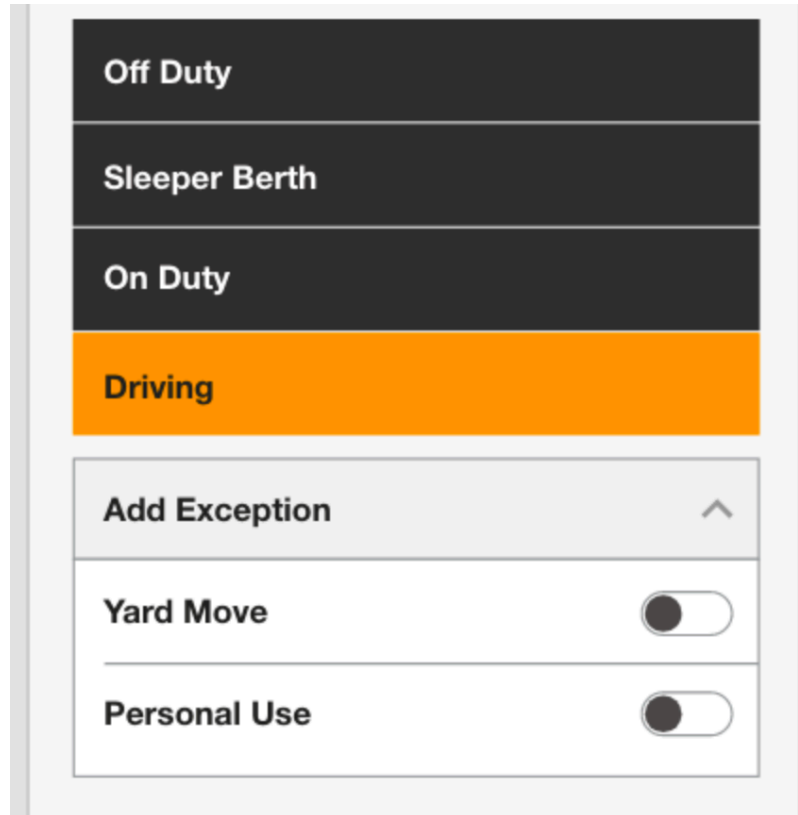 Off Duty
Sleeper Berth
On Duty
Driving
Add Exception
Yard Move
Personal Use